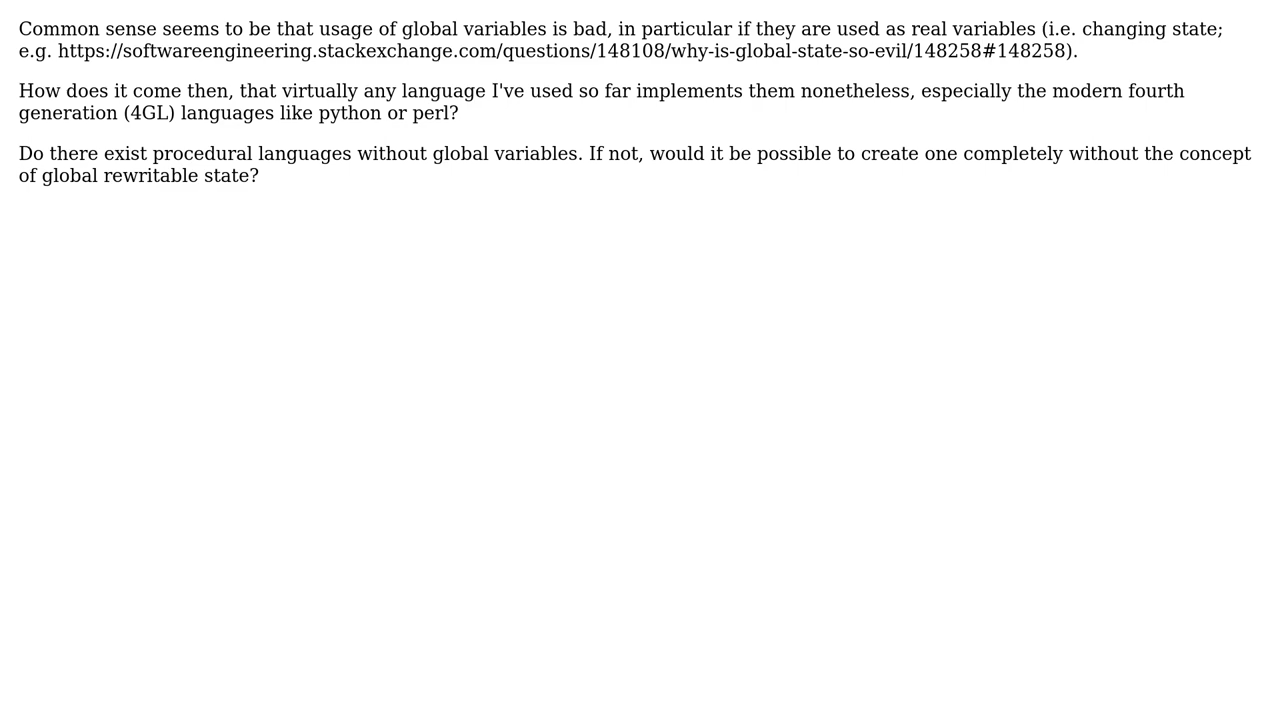 Common sense seems to be that usage of global variables is bad, in particular if they are used as real variables (i.e. changing state;
e.g. https://softwareengineering.stackexchange.com/questions/148108/why-is-global-state-so-evil/148258#148258).
How does it come then, that virtually any language I've used so far implements them nonetheless, especially the modern fourth
generation (4GL) languages like python or perl?
Do there exist procedural languages without global variables. If not, would it be possible to create one completely without the concept
of global rewritable state?